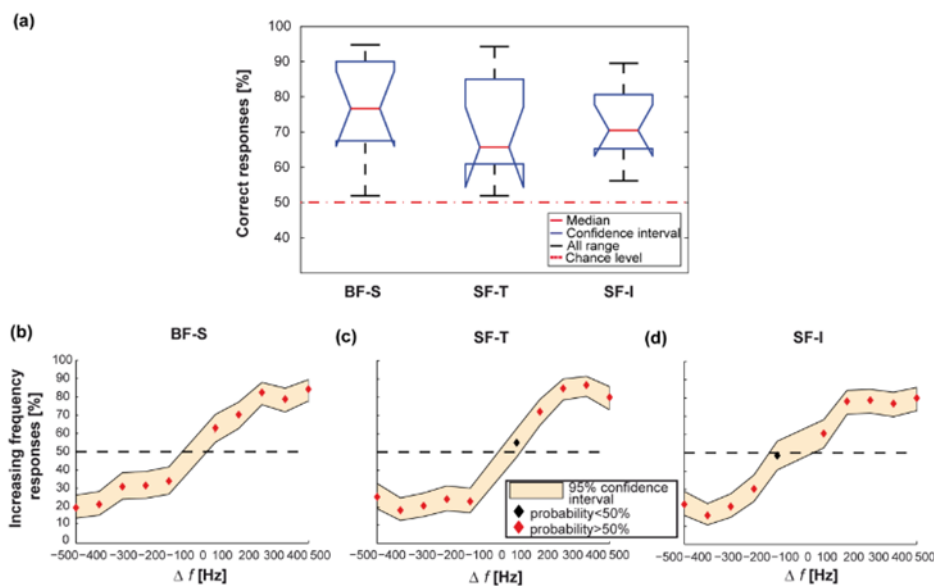 (a)
Correct responses [%]
100
90
80
70
60
50
40
Median
Confidence interval
All range
Chance level
BF-S
SF-T
SF-I
(b)
BF-S
(c)
SF-T
(d)
SF-I
Increasing frequency
responses [%]
100
90
80
70
60
50
40
30
20
10
0
95% confidence
interval
probability<50%
probability>50%
-500 -400 -300 -200 -100 0 100 200 300 400 500
-500 -400 -300 -200 -100 0 100 200 300 400 500
-500 -400 -300 -200 -100 0 100 200 300 400 500
Δ f [Hz]
Δ f [Hz]
Δ f [Hz]